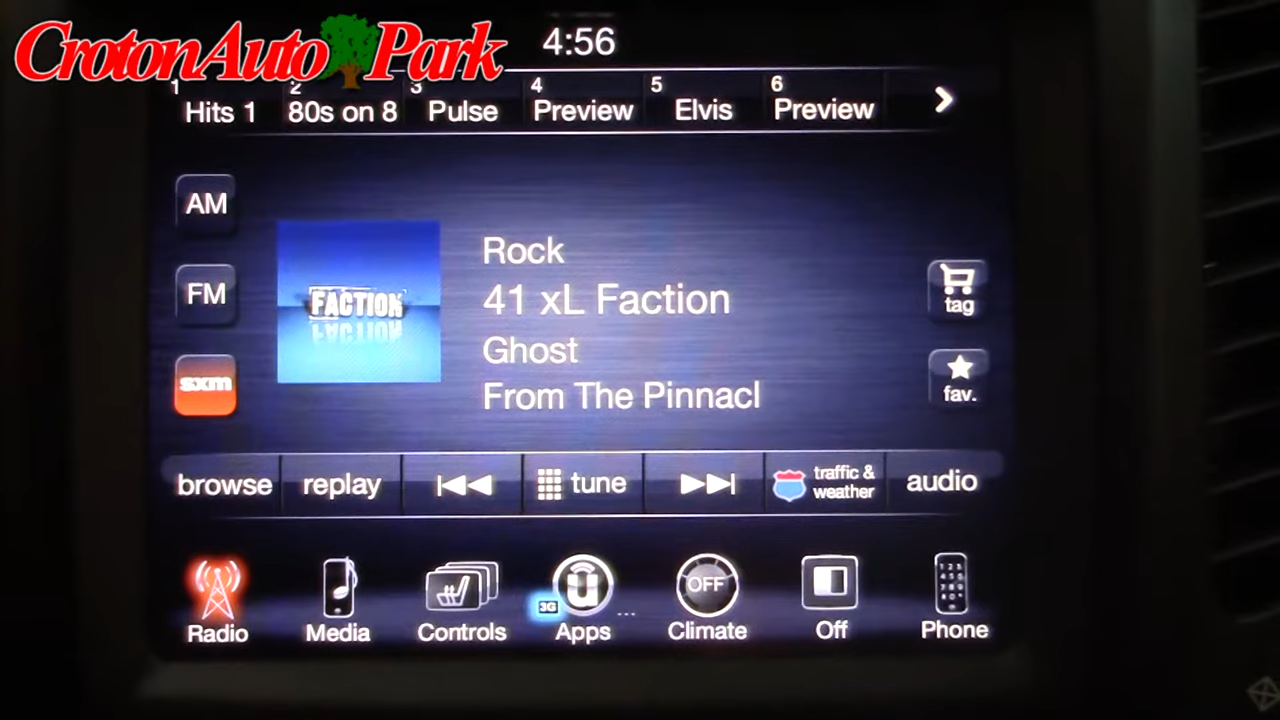 CrotonAuto Park
4:56
1 Hits 1
2 80s on 8
3 Pulse
4 Preview
5 Elvis
6 Preview
AM
FM
sxm
FACTION
Rock
41 xL Faction
Ghost
From The Pinnacl
tag
fav.
browse
replay
tune
traffic &
weather
audio
Radio
Media
Controls
3G
u
Apps
...
OFF
Climate
Off
Phone